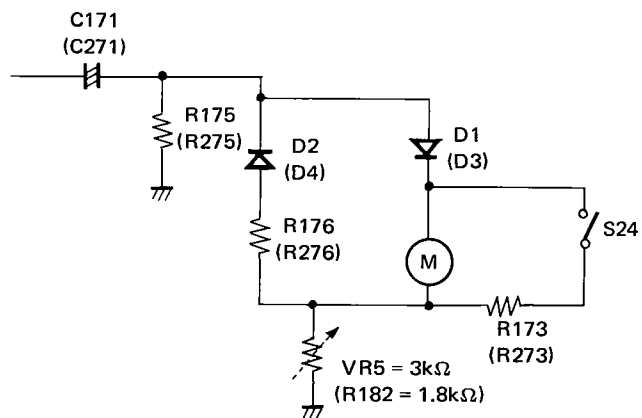 C171
(C271)
R175
(R275)
D2
(D4)
D1
(D3)
R176
(R276)
S24
M
R173
(R273)
VR5 = 3kΩ
(R182 = 1.8kΩ)